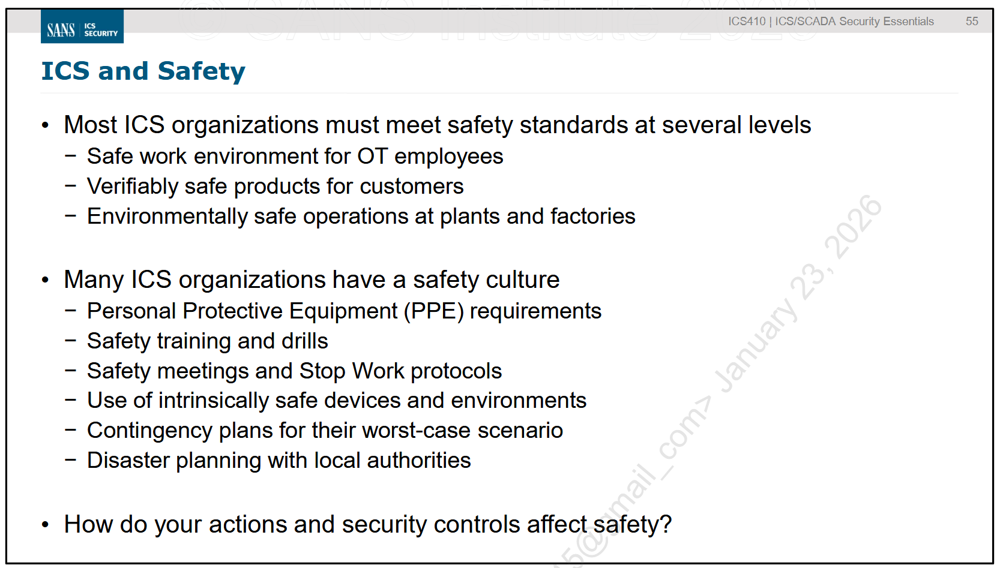 © SANS Institute 2026
SANS ICS SECURITY
ICS410 | ICS/SCADA Security Essentials 55
ICS and Safety
• Most ICS organizations must meet safety standards at several levels
− Safe work environment for OT employees
− Verifiably safe products for customers
− Environmentally safe operations at plants and factories
• Many ICS organizations have a safety culture
− Personal Protective Equipment (PPE) requirements
− Safety training and drills
− Safety meetings and Stop Work protocols
− Use of intrinsically safe devices and environments
− Contingency plans for their worst-case scenario
− Disaster planning with local authorities
• How do your actions and security controls affect safety?
15@gmail_com> January 23, 2026